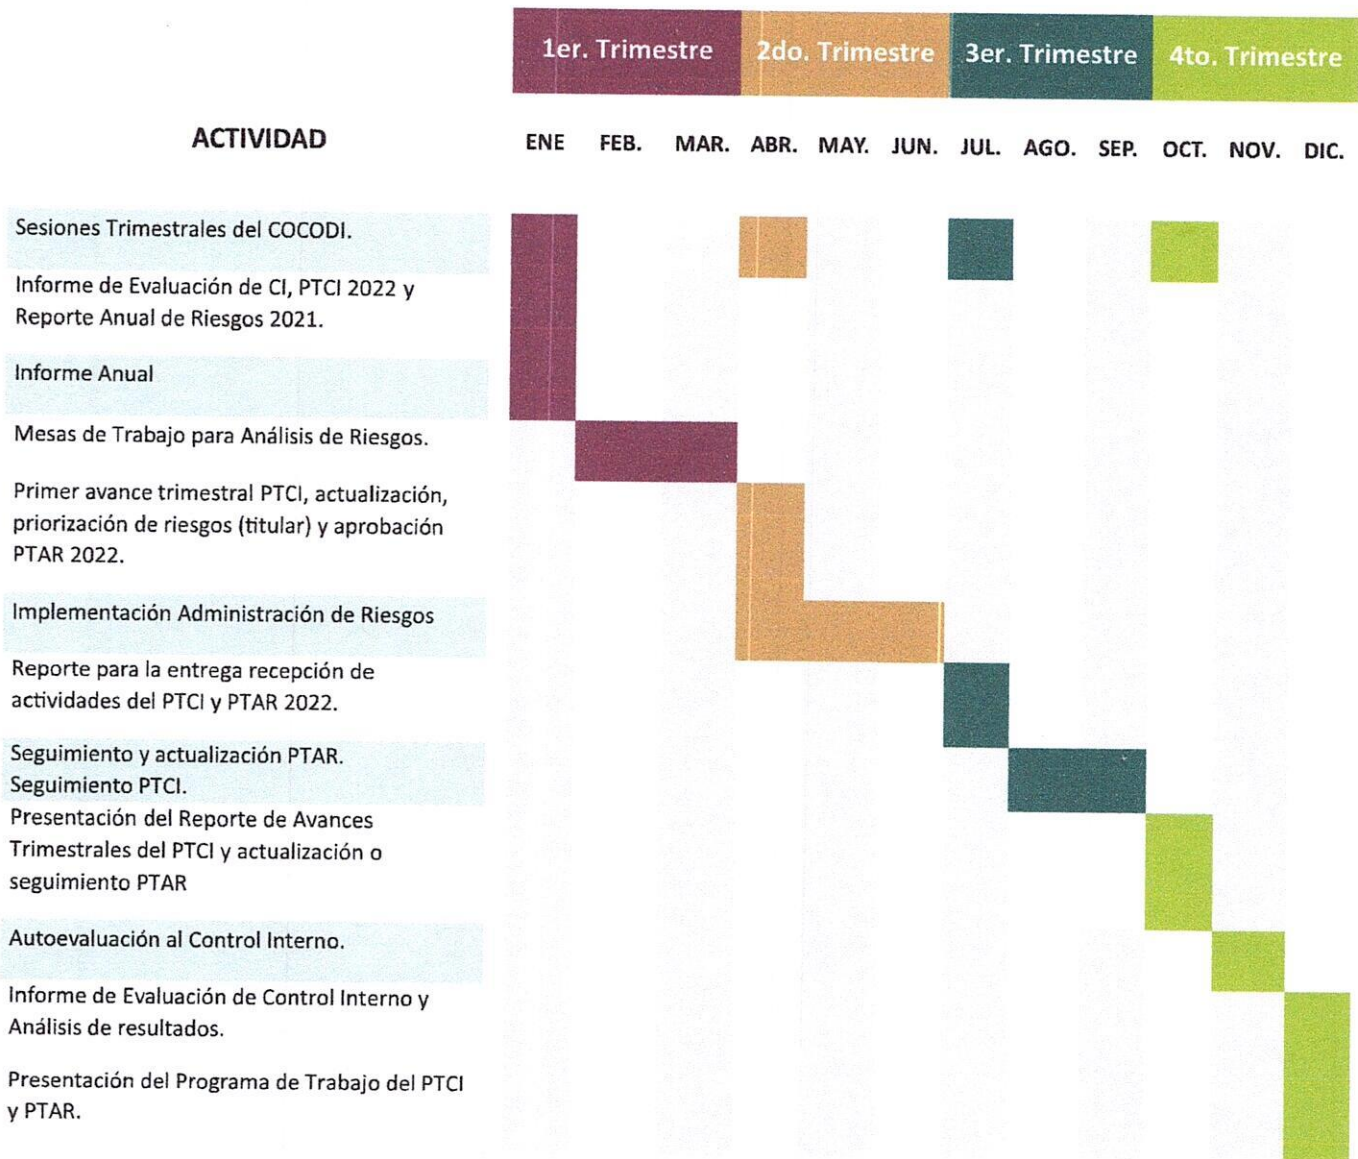 1er. Trimestre 2do. Trimestre 3er. Trimestre 4to. Trimestre
ACTIVIDAD ENE FEB. MAR. ABR. MAY. JUN. JUL. AGO. SEP. OCT. NOV. DIC.
Sesiones Trimestrales del COCODI.
Informe de Evaluación de CI, PTCI 2022 y
Reporte Anual de Riesgos 2021.
Informe Anual
Mesas de Trabajo para Análisis de Riesgos.
Primer avance trimestral PTCI, actualización,
priorización de riesgos (titular) y aprobación
PTAR 2022.
Implementación Administración de Riesgos
Reporte para la entrega recepción de
actividades del PTCI y PTAR 2022.
Seguimiento y actualización PTAR.
Seguimiento PTCI.
Presentación del Reporte de Avances
Trimestrales del PTCI y actualización o
seguimiento PTAR
Autoevaluación al Control Interno.
Informe de Evaluación de Control Interno y
Análisis de resultados.
Presentación del Programa de Trabajo del PTCI
y PTAR.